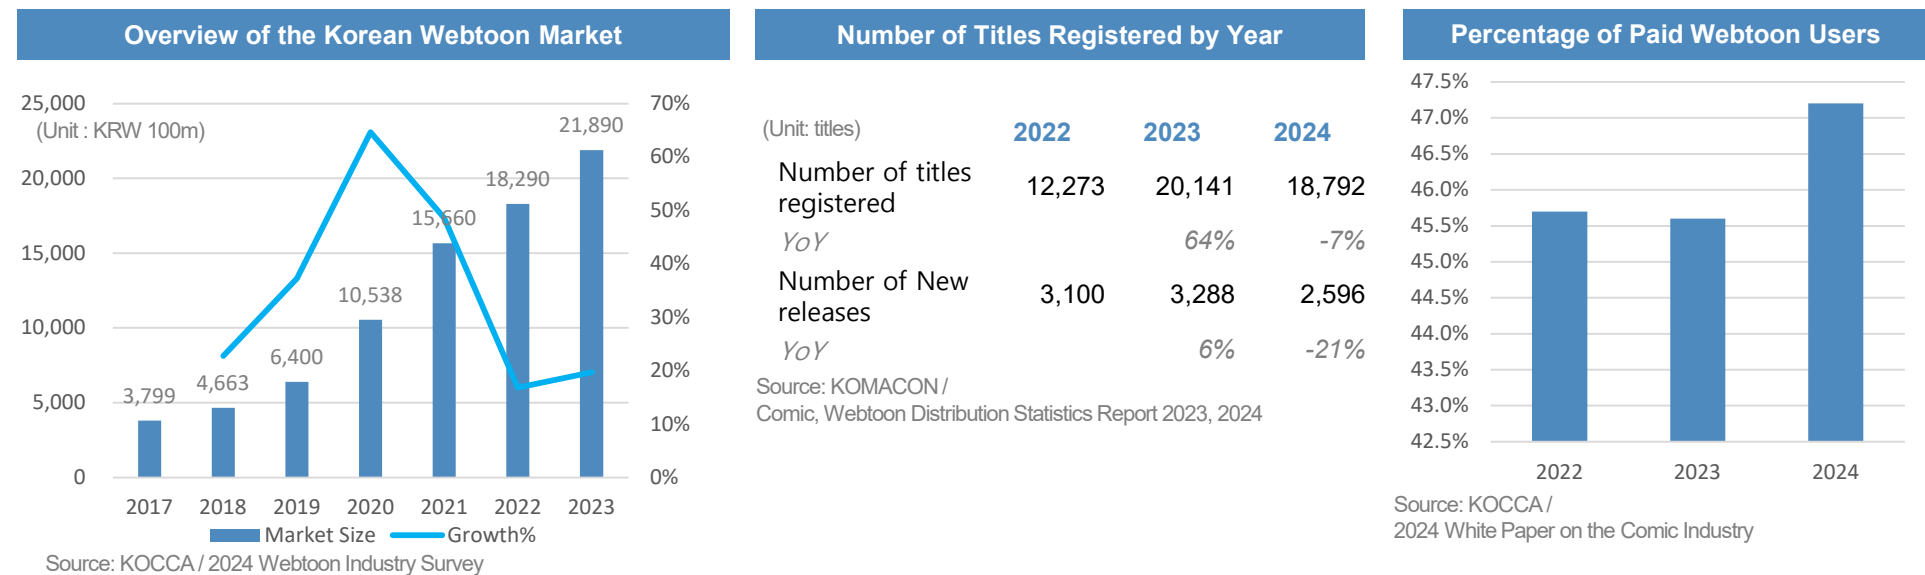 Overview of the Korean Webtoon Market
25,000
20,000
15,000
10,000
5,000
0
(Unit : KRW 100m)
70%
60%
50%
40%
30%
20%
10%
0%
3,799
4,663
6,400
10,538
15,660
18,290
21,890
2017 2018 2019 2020 2021 2022 2023
Market Size Growth%
Source: KOCCA / 2024 Webtoon Industry Survey
Number of Titles Registered by Year
(Unit: titles) 2022 2023 2024
Number of titles
registered 12,273 20,141 18,792
YoY 64% -7%
Number of New
releases 3,100 3,288 2,596
YoY 6% -21%
Source: KOMACON /
Comic, Webtoon Distribution Statistics Report 2023, 2024
Percentage of Paid Webtoon Users
47.5%
47.0%
46.5%
46.0%
45.5%
45.0%
44.5%
44.0%
43.5%
43.0%
42.5%
2022 2023 2024
Source: KOCCA /
2024 White Paper on the Comic Industry